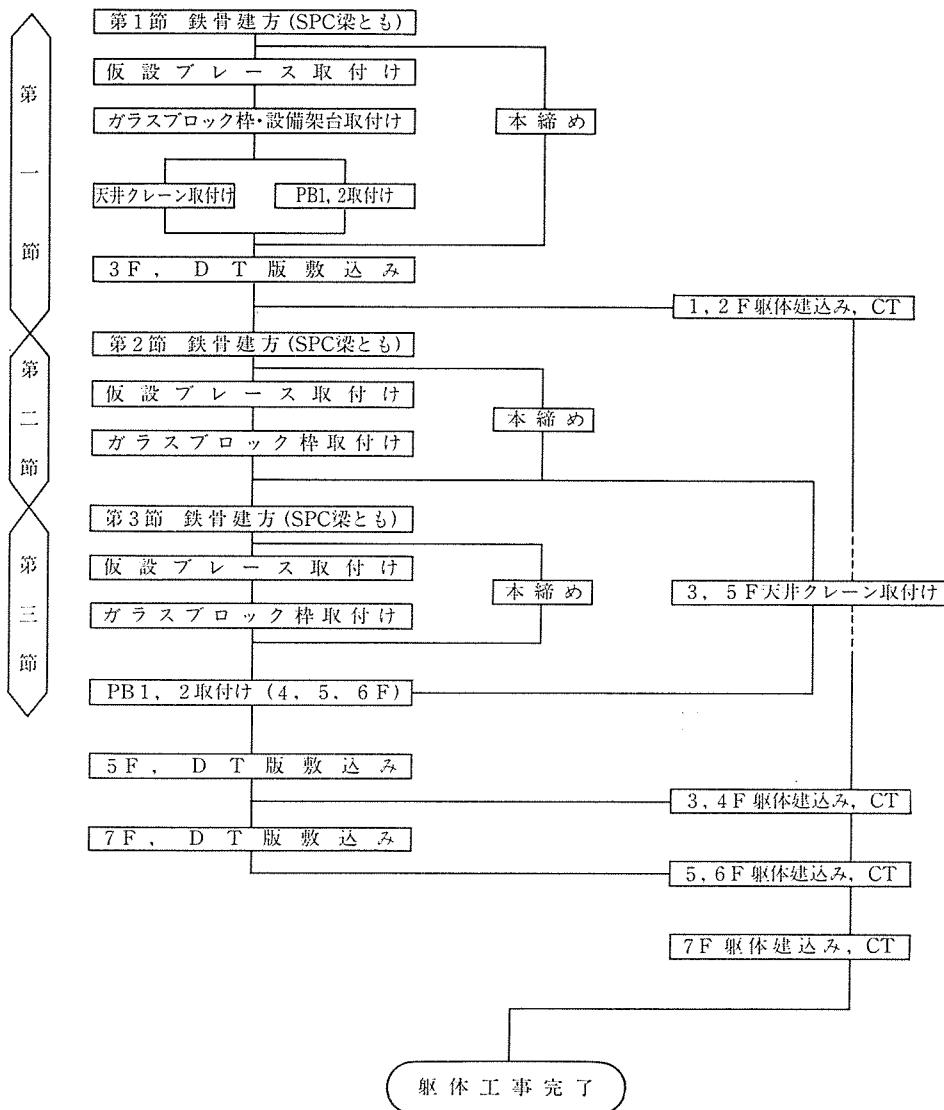 第一節
第1節 鉄骨建方(SPC梁とも)
仮設ブレース取付け
ガラスブロック枠・設備架台取付け
本締め
天井クレーン取付け
PB1, 2取付け
3F, DT版敷込み
1, 2F躯体建込み, CT
第二節
第2節 鉄骨建方(SPC梁とも)
仮設ブレース取付け
本締め
ガラスブロック枠取付け
第三節
第3節 鉄骨建方(SPC梁とも)
仮設ブレース取付け
本締め
3, 5F天井クレーン取付け
ガラスブロック枠取付け
PB1, 2取付け(4, 5, 6F)
5F, DT版敷込み
3, 4F躯体建込み, CT
7F, DT版敷込み
5, 6F躯体建込み, CT
7F躯体建込み, CT
躯体工事完了